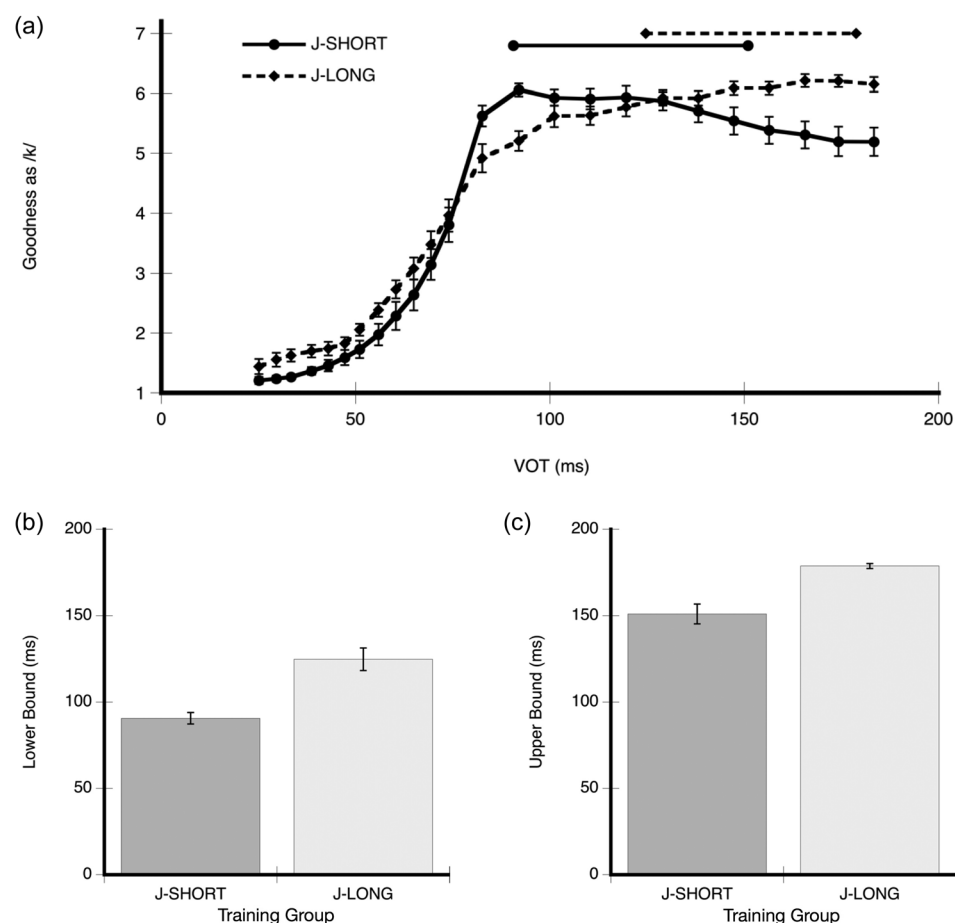 (a)
7
6
5
4
3
2
1
Goodness as /k/
J-SHORT
J-LONG
0
50
100
150
200
VOT (ms)
(b)
200
150
100
50
0
Lower Bound (ms)
J-SHORT
J-LONG
Training Group
(c)
200
150
100
50
0
Upper Bound (ms)
J-SHORT
J-LONG
Training Group